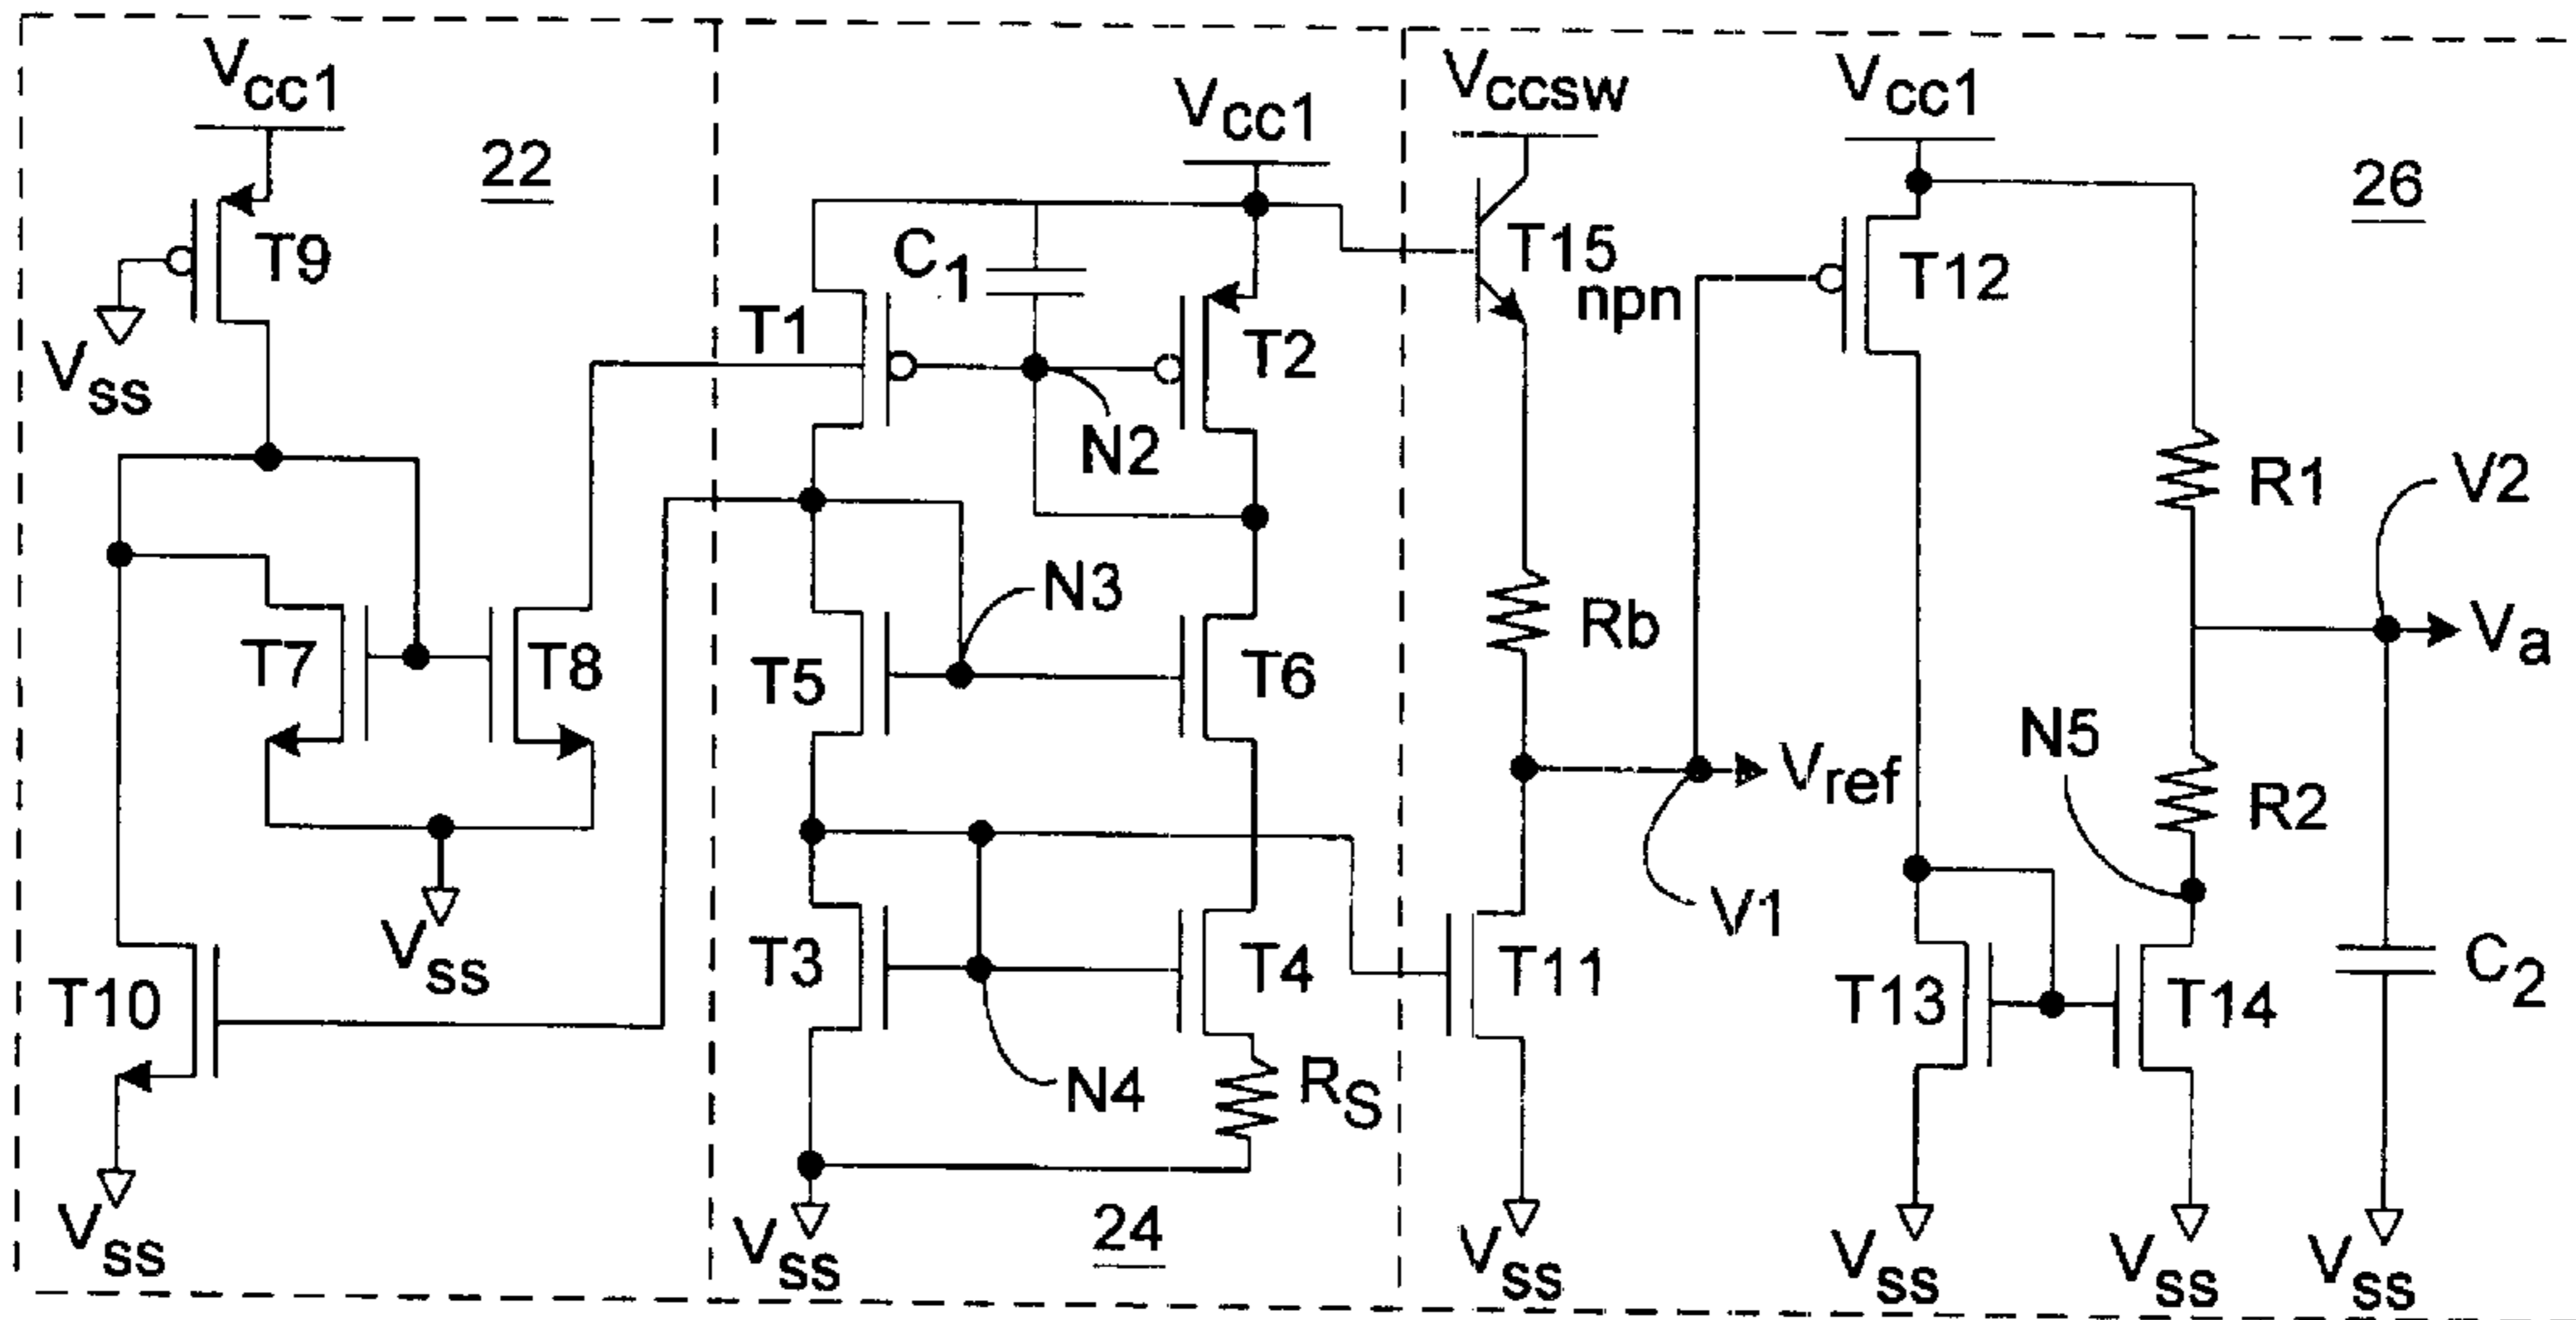 Vcc1
22
T9
Vss
T7
T8
Vss
T10
Vss
Vcc1
C1
T1
T2
N2
N3
T5
T6
T3
T4
N4
RS
Vss
24
Vccsw
Vcc1
26
T15
npn
T12
R1
V2
Rb
Va
N5
Vref
R2
V1
T11
T13
T14
C2
Vss
Vss
Vss
Vss